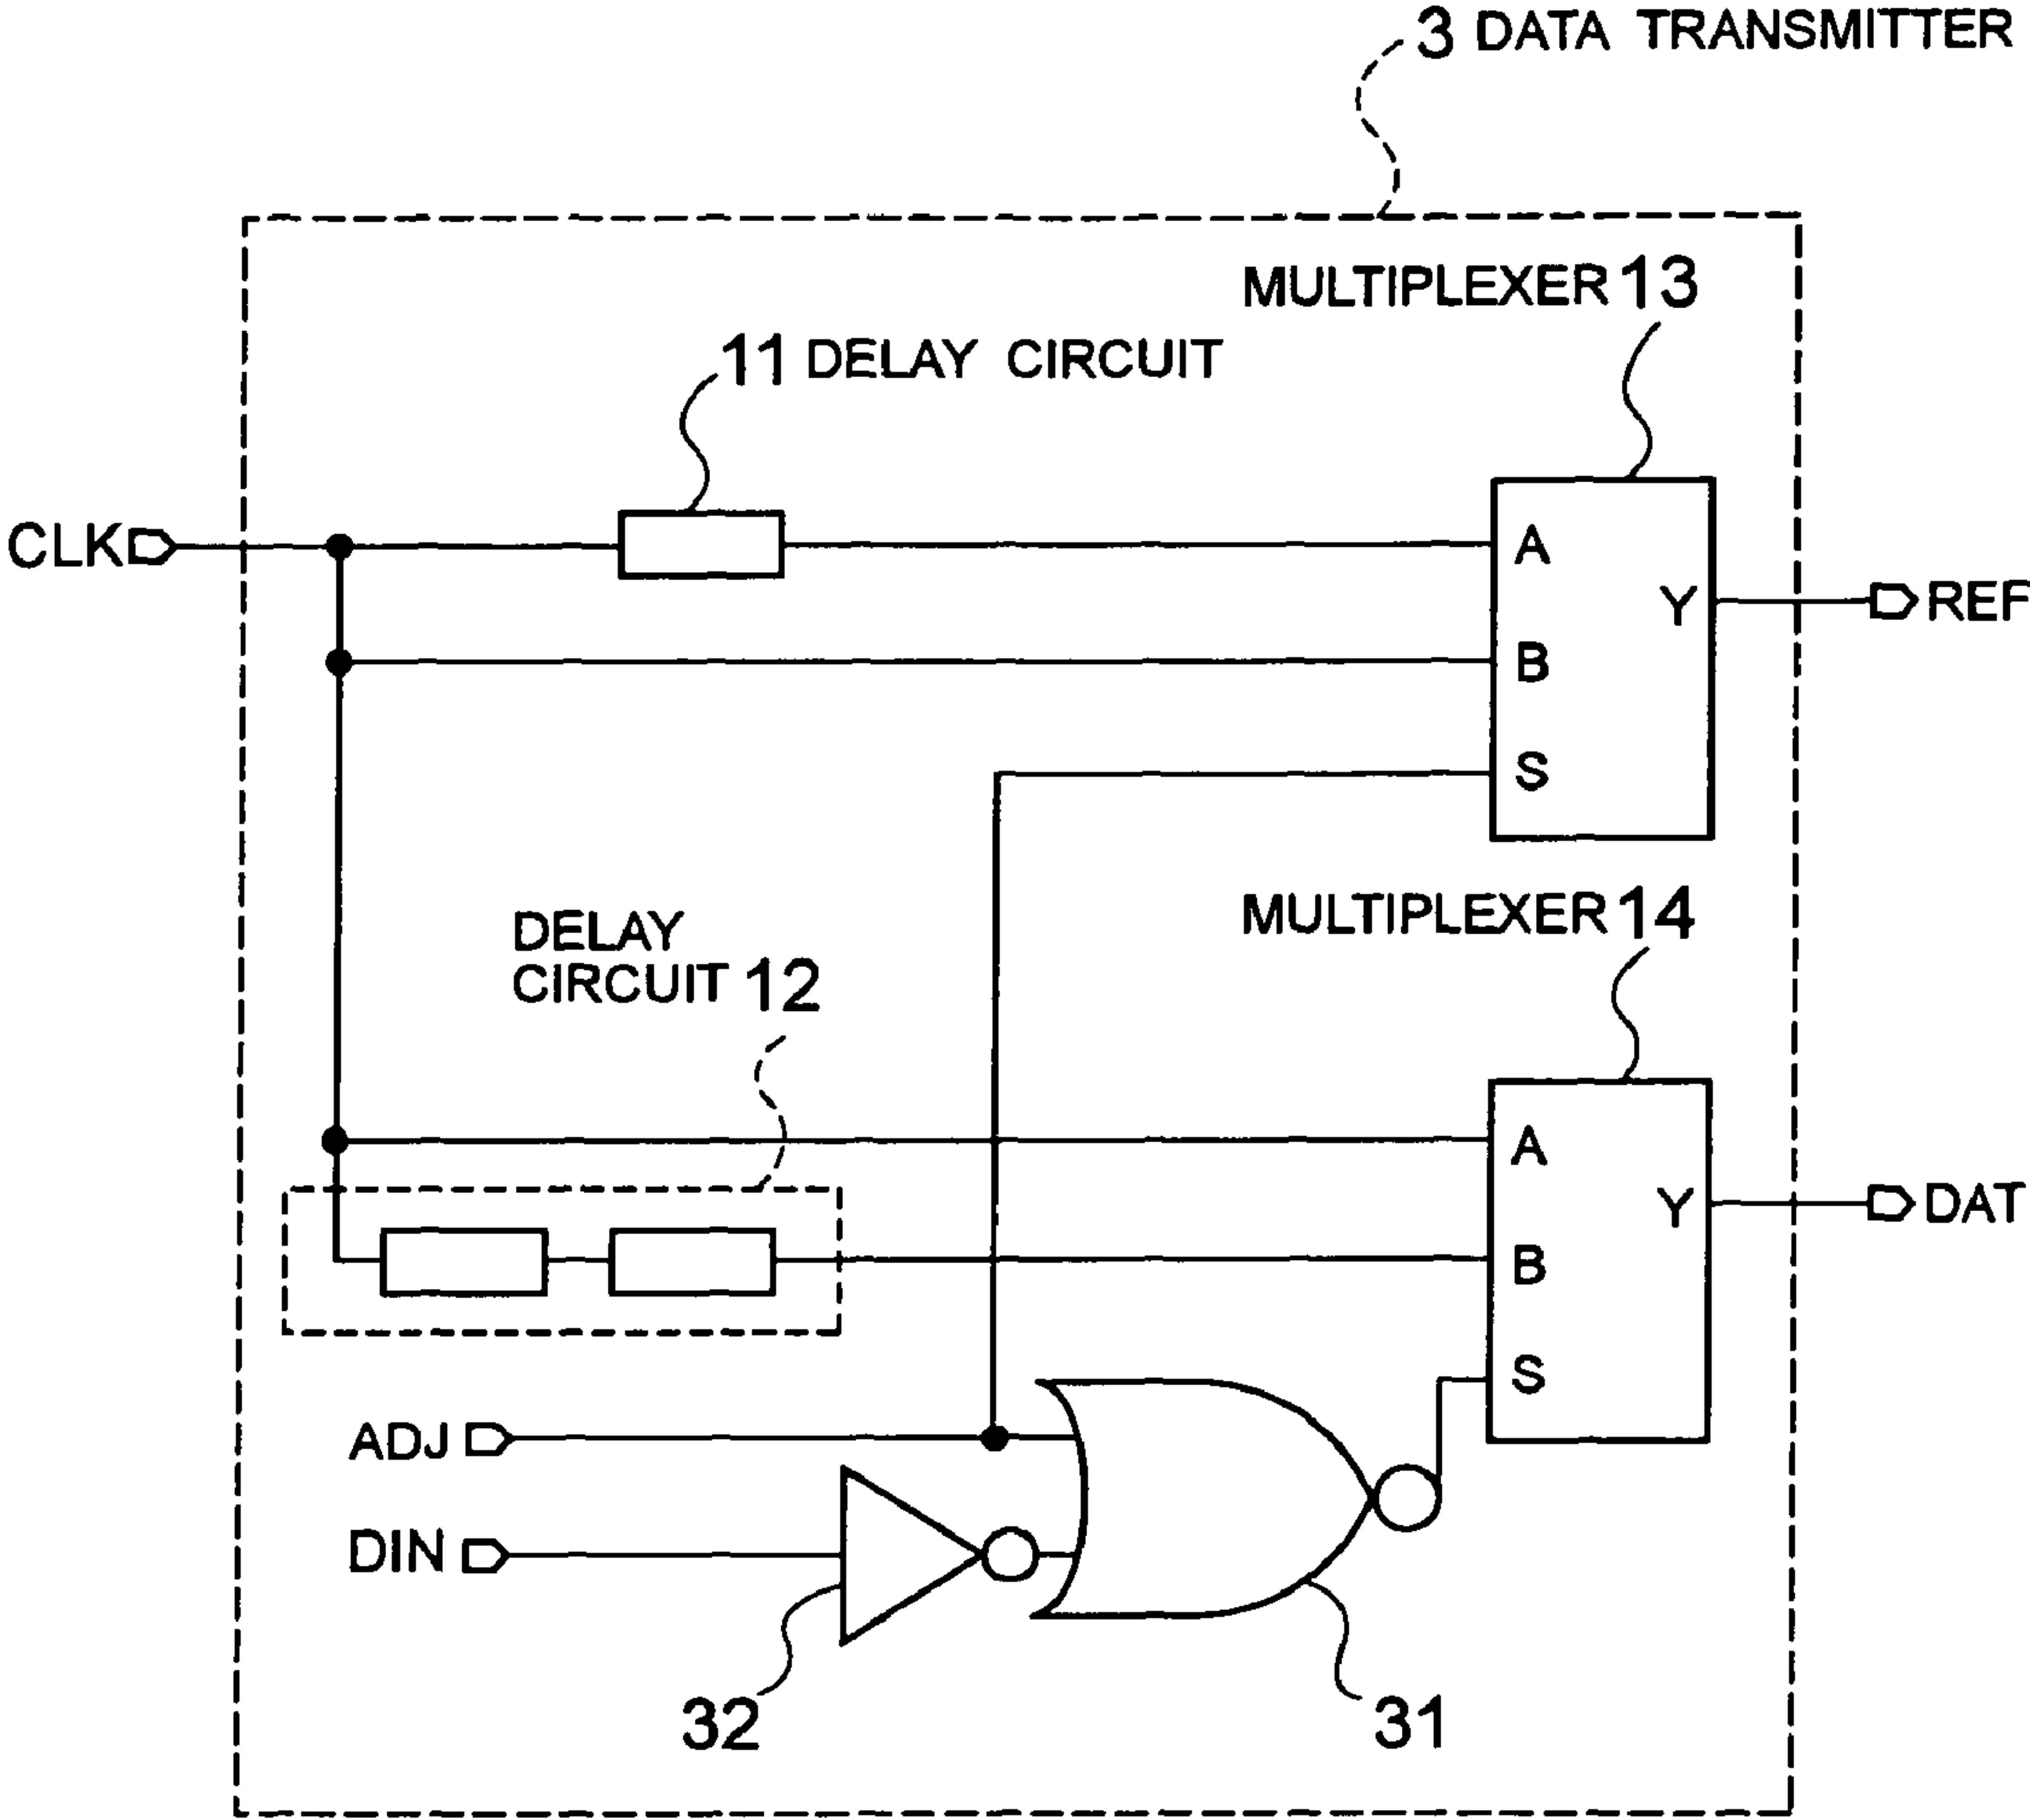 3 DATA TRANSMITTER
MULTIPLEXER 13
11 DELAY CIRCUIT
CLK
A
Y
REF
B
S
MULTIPLEXER 14
DELAY
CIRCUIT 12
A
Y
DAT
B
S
ADJ
DIN
32
31